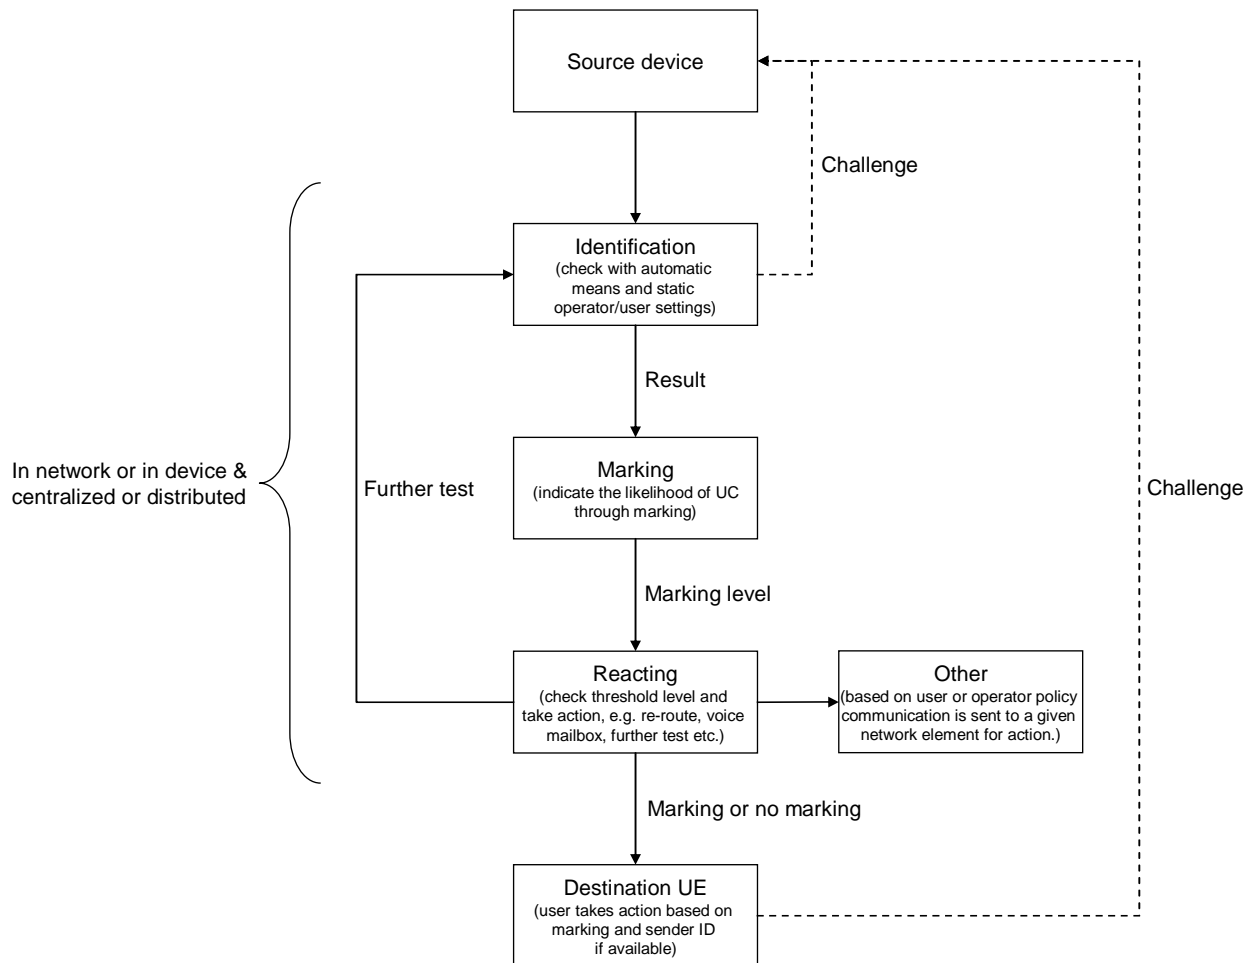 Source device
Challenge
Identification
(check with automatic
means and static
operator/user settings)
Result
In network or in device &
centralized or distributed
Further test
Marking
(indicate the likelihood of UC
through marking)
Challenge
Marking level
Reacting
(check threshold level and
take action, e.g. re-route, voice
mailbox, further test etc.)
Other
(based on user or operator policy
communication is sent to a given
network element for action.)
Marking or no marking
Destination UE
(user takes action based on
marking and sender ID
if available)